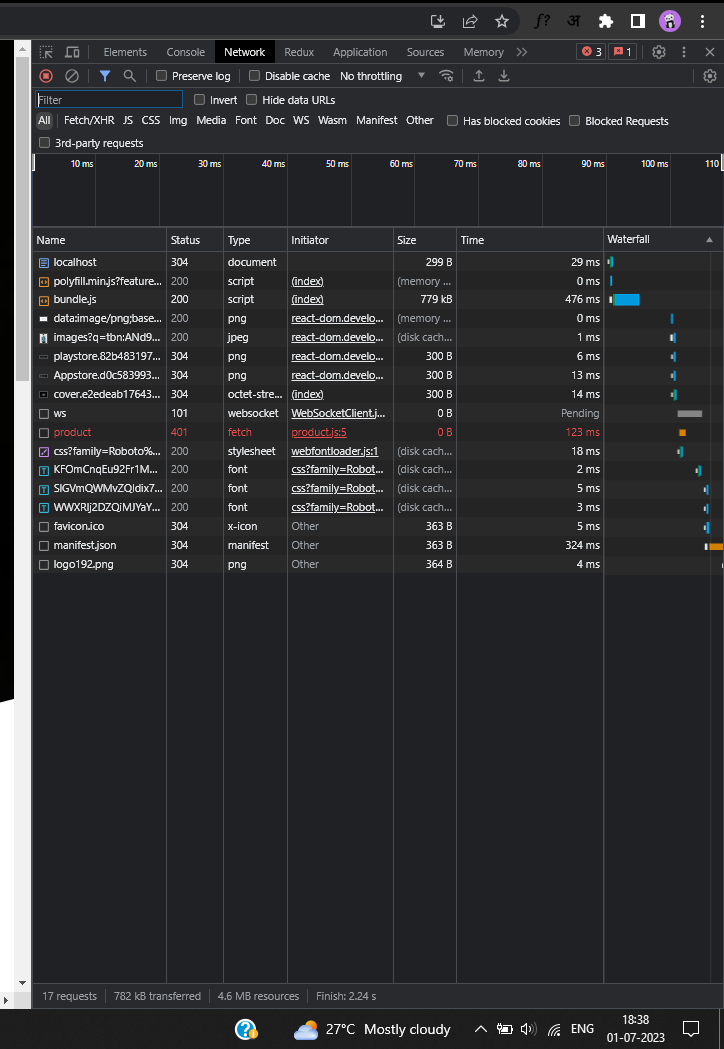 f? अ
Elements Console Network Redux Application Sources Memory 3 1
Preserve log Disable cache No throttling
Filter Invert Hide data URLs
All Fetch/XHR JS CSS Img Media Font Doc WS Wasm Manifest Other Has blocked cookies Blocked Requests
3rd-party requests
10 ms 20 ms 30 ms 40 ms 50 ms 60 ms 70 ms 80 ms 90 ms 100 ms 110
Name Status Type Initiator Size Time Waterfall
localhost 304 document 299 B 29 ms
polyfill.min.js?feature... 200 script (index) (memory ... 0 ms
bundle.js 200 script (index) 779 kB 476 ms
data:image/png;base... 200 png react-dom.develo... (memory ... 0 ms
images?q=tbn:ANd9... 200 jpeg react-dom.develo... (disk cach... 1 ms
playstore.82b483197... 304 png react-dom.develo... 300 B 6 ms
Appstore.d0c583993... 304 png react-dom.develo... 300 B 13 ms
cover.e2edeab17643... 304 octet-stre... (index) 300 B 14 ms
ws 101 websocket WebSocketClient.j... 0 B Pending
product 401 fetch product.js:5 0 B 123 ms
css?family=Roboto%... 200 stylesheet webfontloader.js:1 (disk cach... 18 ms
KFOmCnqEu92Fr1M... 200 font css?family=Robot... (disk cach... 2 ms
SlGVmQWMvZQIdix7... 200 font css?family=Robot... (disk cach... 5 ms
WWXRlj2DZQiMJYaY... 200 font css?family=Robot... (disk cach... 3 ms
favicon.ico 304 x-icon Other 363 B 5 ms
manifest.json 304 manifest Other 363 B 324 ms
logo192.png 304 png Other 364 B 4 ms
17 requests 782 kB transferred 4.6 MB resources Finish: 2.24 s
27°C Mostly cloudy ENG 18:38
01-07-2023